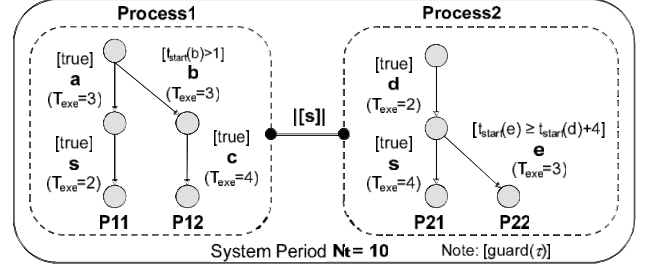 Process1
Process2
[true]
a
(Texe=3)
[tstart(b)>1]
b
(Texe=3)
[true]
s
(Texe=2)
[true]
c
(Texe=4)
P11
P12
|[s]|
[true]
d
(Texe=2)
[true]
s
(Texe=4)
[tstart(e) ≥ tstart(d)+4]
e
(Texe=3)
P21
P22
System Period Nt = 10
Note: [guard(τ)]